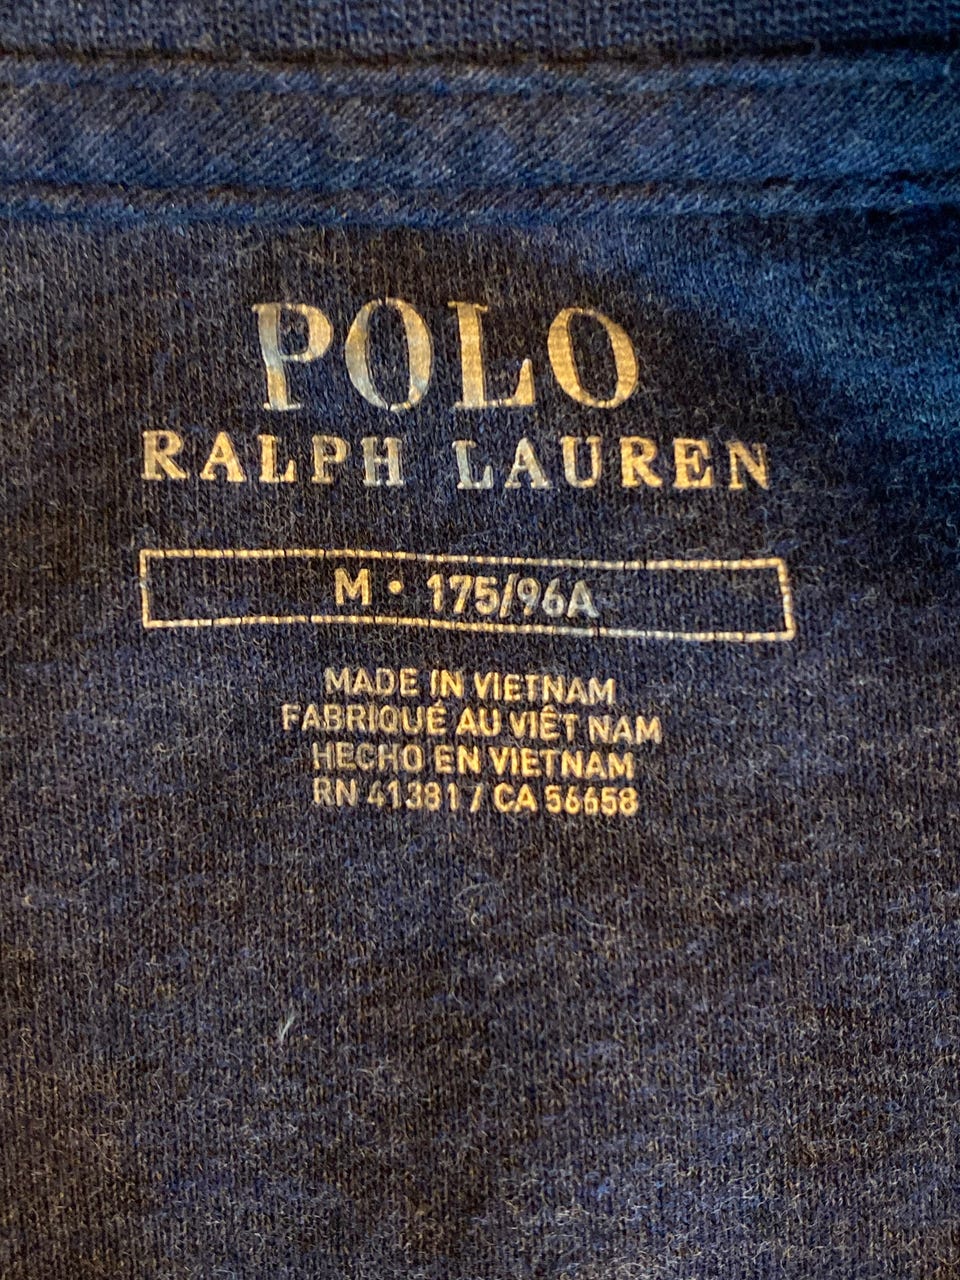 POLO
RALPH LAUREN
M • 175/96A
MADE IN VIETNAM
FABRIQUÉ AU VIÊT NAM
HECHO EN VIETNAM
RN 41381 / CA 56658